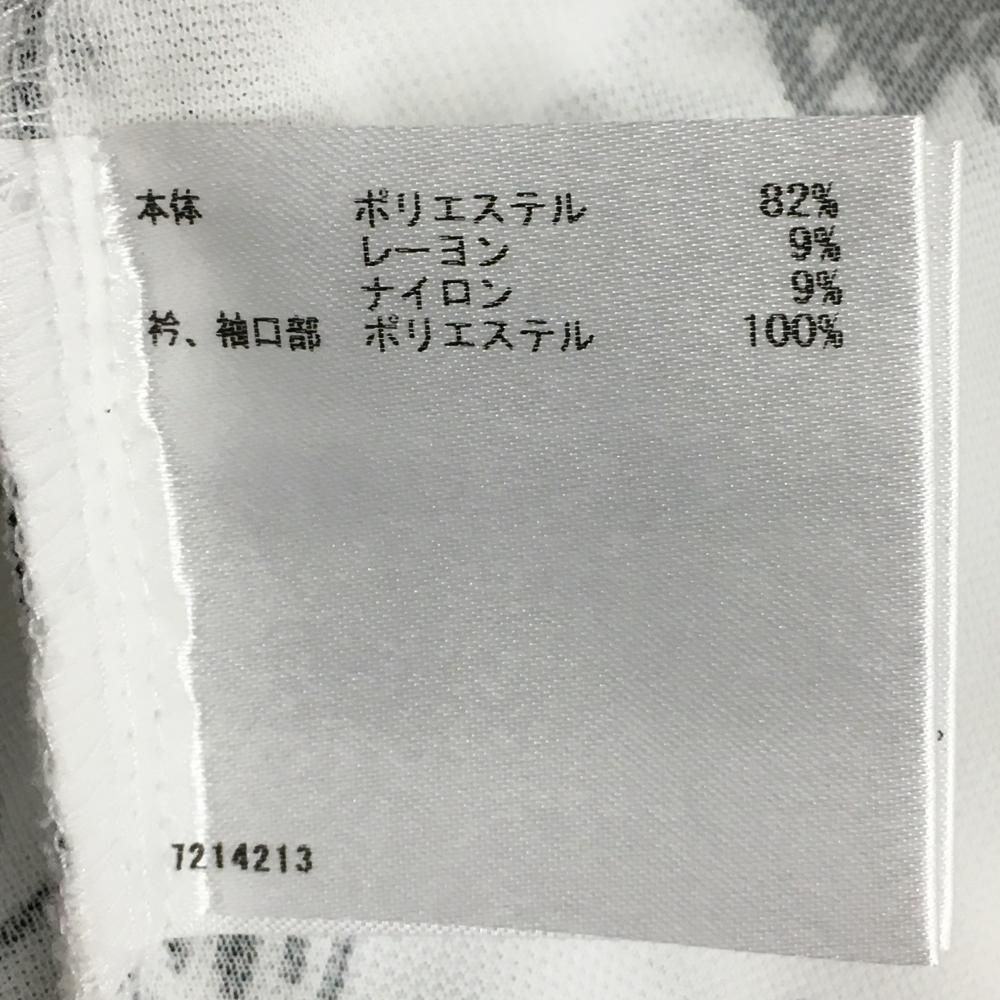 本体 ポリエステル 82%
レーヨン 9%
ナイロン 9%
衿、袖口部 ポリエステル 100%
7214213